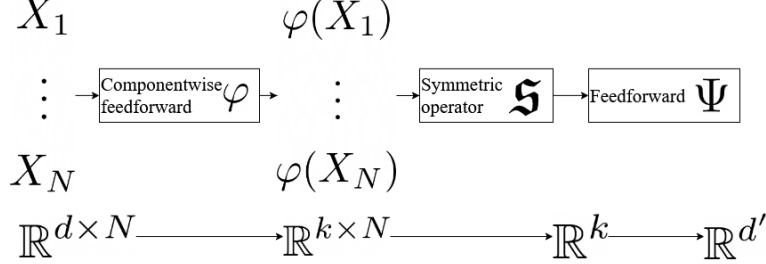 X_1 φ(X_1)
⋮ Componentwise feedforward φ ⋮ Symmetric operator 𝕾 Feedforward Ψ
X_N φ(X_N)
ℝ^{d×N} ℝ^{k×N} ℝ^k ℝ^{d'}